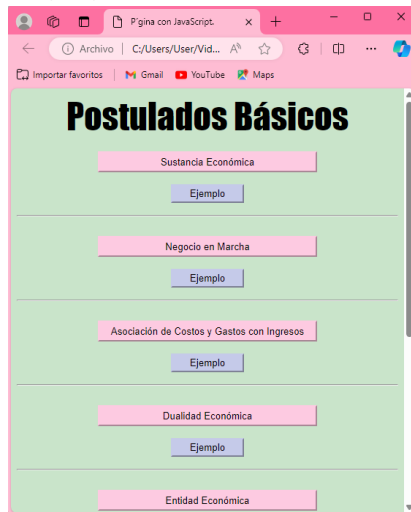 P´gina con JavaScript.
Archivo
C:/Users/User/Vid...
Importar favoritos
Gmail
YouTube
Maps
Postulados Básicos
Sustancia Económica
Ejemplo
Negocio en Marcha
Ejemplo
Asociación de Costos y Gastos con Ingresos
Ejemplo
Dualidad Económica
Ejemplo
Entidad Económica